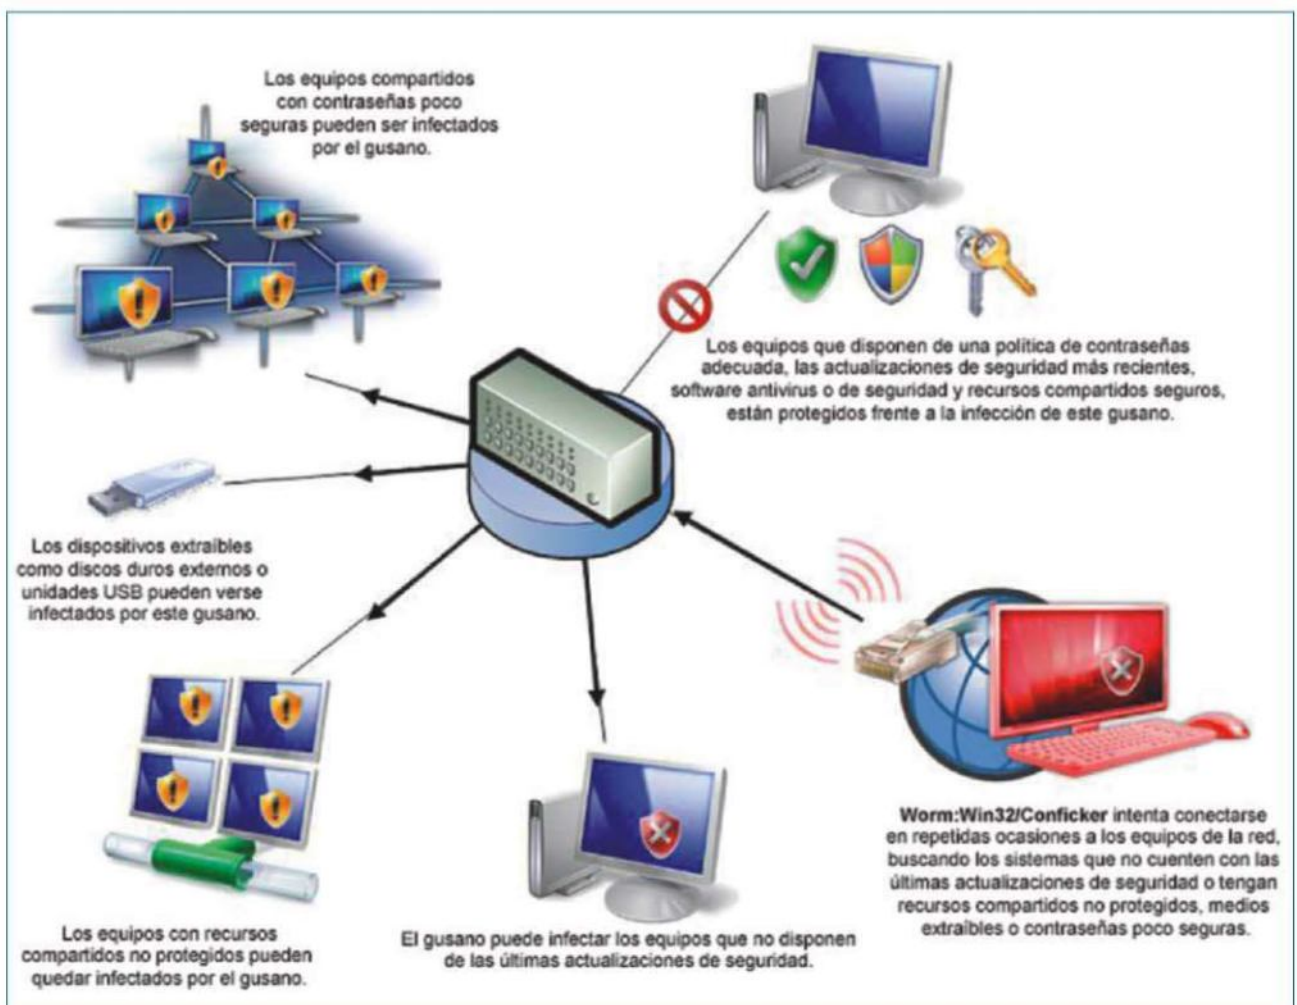 Los equipos compartidos
con contraseñas poco
seguras pueden ser infectados
por el gusano.
Los equipos que disponen de una política de contraseñas
adecuada, las actualizaciones de seguridad más recientes,
software antivirus o de seguridad y recursos compartidos seguros,
están protegidos frente a la infección de este gusano.
Los dispositivos extraíbles
como discos duros externos o
unidades USB pueden verse
infectados por este gusano.
Worm:Win32/Conficker intenta conectarse
en repetidas ocasiones a los equipos de la red,
buscando los sistemas que no cuenten con las
últimas actualizaciones de seguridad o tengan
recursos compartidos no protegidos, medios
extraíbles o contraseñas poco seguras.
Los equipos con recursos
compartidos no protegidos pueden
quedar infectados por el gusano.
El gusano puede infectar los equipos que no disponen
de las últimas actualizaciones de seguridad.